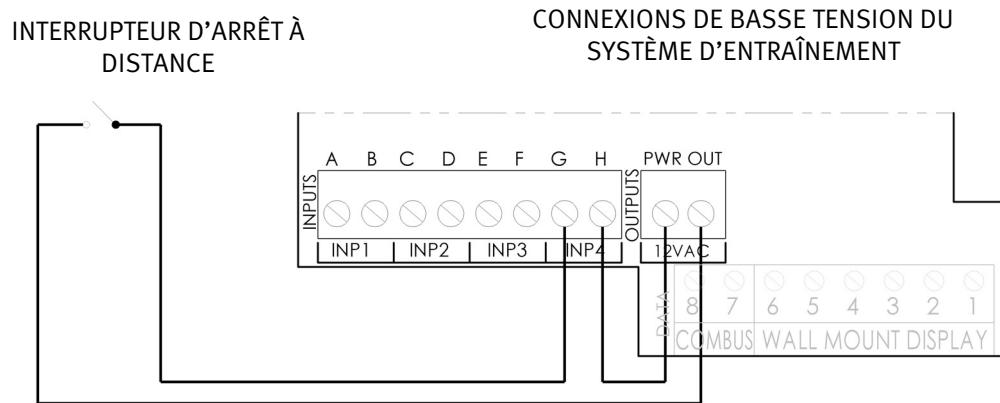 INTERRUPTEUR D'ARRÊT À
DISTANCE
CONNEXIONS DE BASSE TENSION DU
SYSTÈME D'ENTRAÎNEMENT
A B C D E F G H PWR OUT
INPUTS
OUTPUTS
INP1 INP2 INP3 INP4 12VAC
DATA
8 7 6 5 4 3 2 1
COMBUS WALL MOUNT DISPLAY